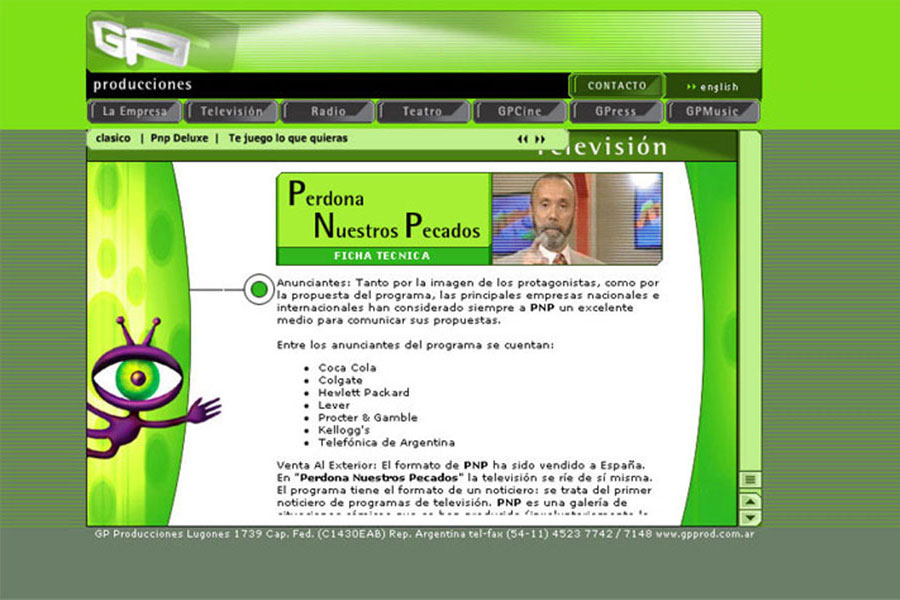 GP
producciones
CONTACTO
english
La Empresa Televisión Radio Teatro GPCine GPress GPMusic
clasico | Pnp Deluxe | Te juego lo que quieras
Televisión
Perdona
Nuestros Pecados
FICHA TECNICA
Anunciantes: Tanto por la imagen de los protagonistas, como por
la propuesta del programa, las principales empresas nacionales e
internacionales han considerado siempre a PNP un excelente
medio para comunicar sus propuestas.
Entre los anunciantes del programa se cuentan:
Coca Cola
Colgate
Hewlett Packard
Lever
Procter & Gamble
Kellogg's
Telefónica de Argentina
Venta Al Exterior: El formato de PNP ha sido vendido a España.
En "Perdona Nuestros Pecados" la televisión se ríe de sí misma.
El programa tiene el formato de un noticiero: se trata del primer
noticiero de programas de televisión. PNP es una galería de
GP Producciones Lugones 1739 Cap. Fed. (C1430EAB) Rep. Argentina tel-fax (54-11) 4523 7742 / 7148 www.gpprod.com.ar